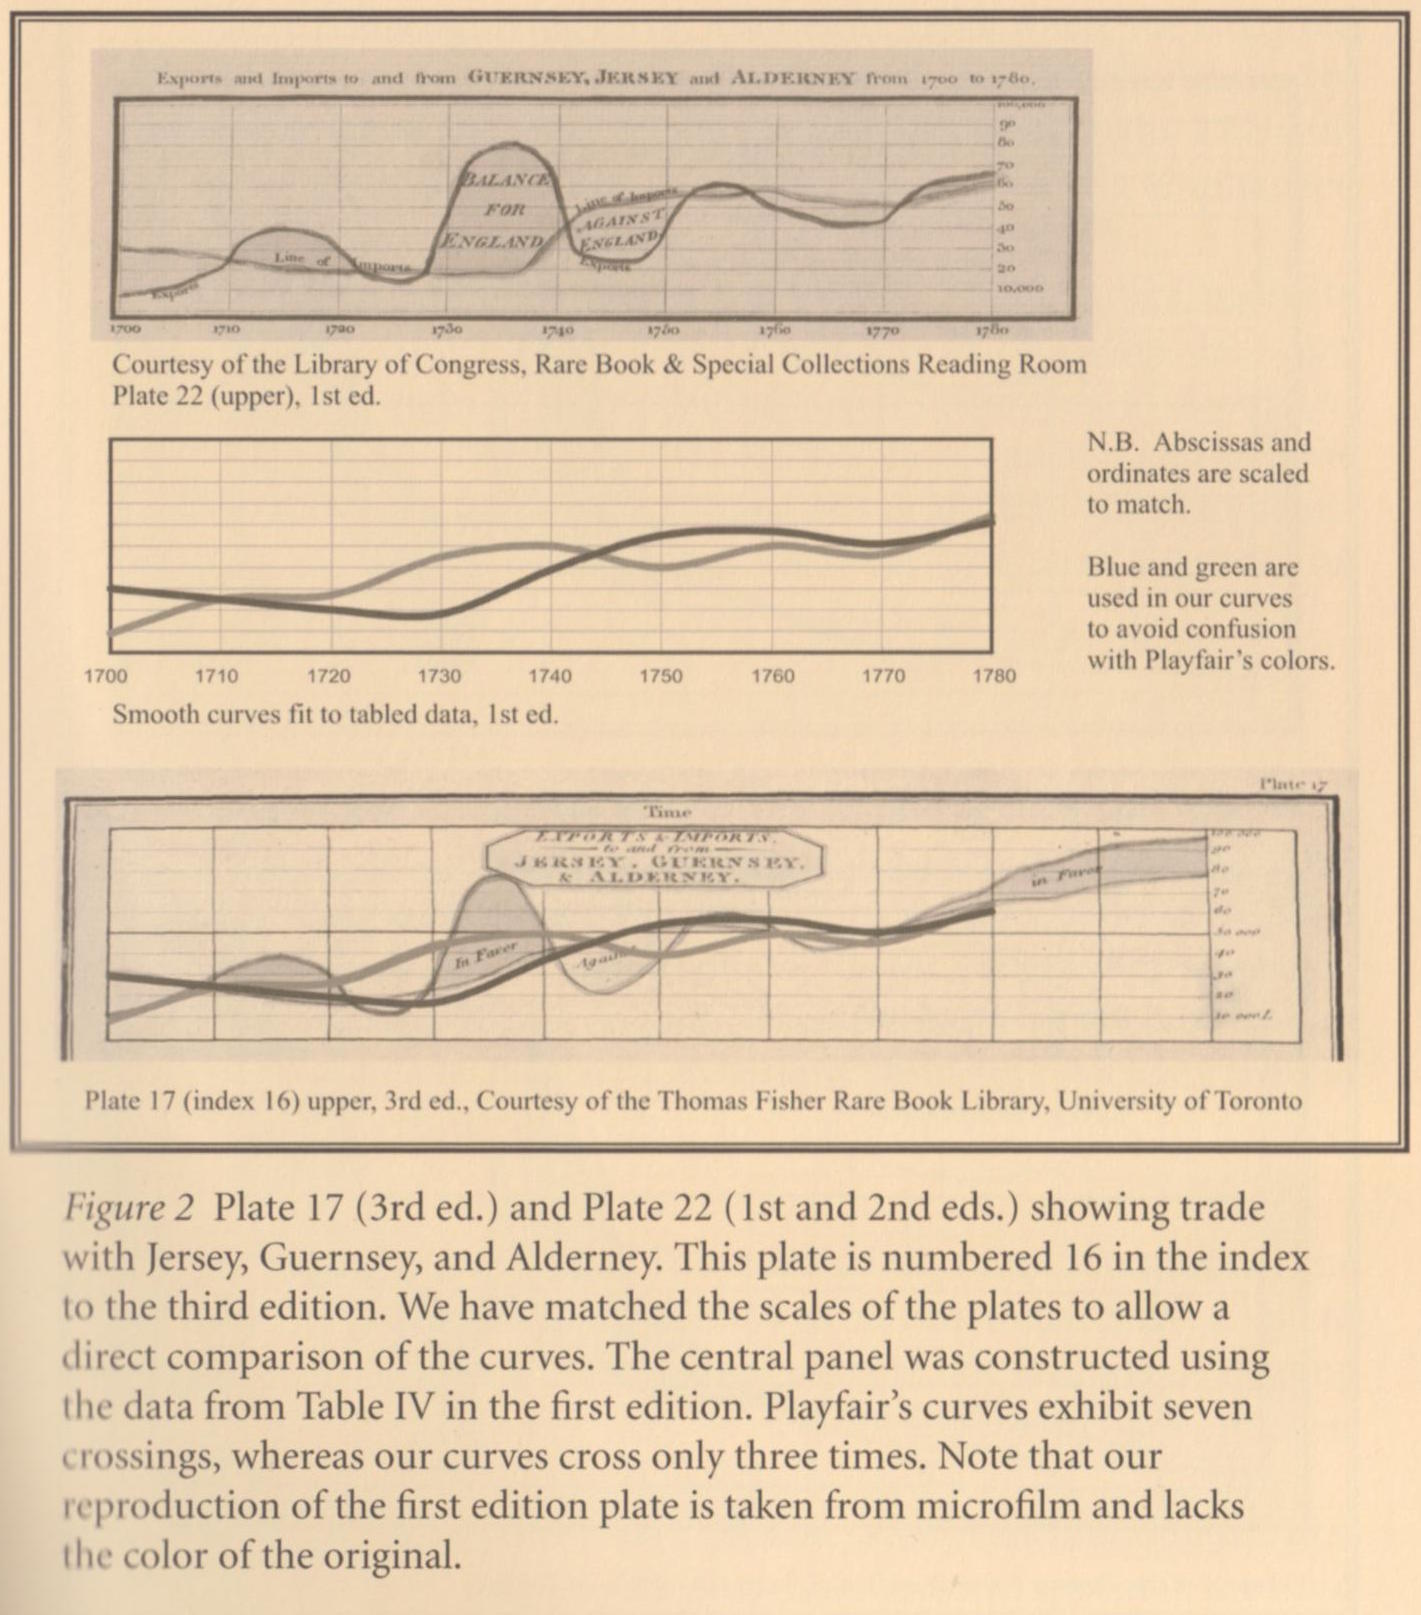 Exports and Imports to and from GUERNSEY, JERSEY and ALDERNEY from 1700 to 1780.
100,000
90
80
70
60
50
40
30
20
10,000
BALANCE
FOR
ENGLAND
Line of Imports
AGAINST
ENGLAND
Exports
Line of Imports
Exports
1700 1710 1720 1730 1740 1750 1760 1770 1780
Courtesy of the Library of Congress, Rare Book & Special Collections Reading Room
Plate 22 (upper), 1st ed.
N.B. Abscissas and
ordinates are scaled
to match.
Blue and green are
used in our curves
to avoid confusion
with Playfair's colors.
1700 1710 1720 1730 1740 1750 1760 1770 1780
Smooth curves fit to tabled data, 1st ed.
Plate 17
Time
EXPORTS & IMPORTS.
to and from
JERSEY, GUERNSEY,
& ALDERNEY.
In Favor
Against
in Favor
100,000
90
80
70
60
50 000
40
30
20
10 000 L
Plate 17 (index 16) upper, 3rd ed., Courtesy of the Thomas Fisher Rare Book Library, University of Toronto
Figure 2 Plate 17 (3rd ed.) and Plate 22 (1st and 2nd eds.) showing trade
with Jersey, Guernsey, and Alderney. This plate is numbered 16 in the index
to the third edition. We have matched the scales of the plates to allow a
direct comparison of the curves. The central panel was constructed using
the data from Table IV in the first edition. Playfair's curves exhibit seven
crossings, whereas our curves cross only three times. Note that our
reproduction of the first edition plate is taken from microfilm and lacks
the color of the original.